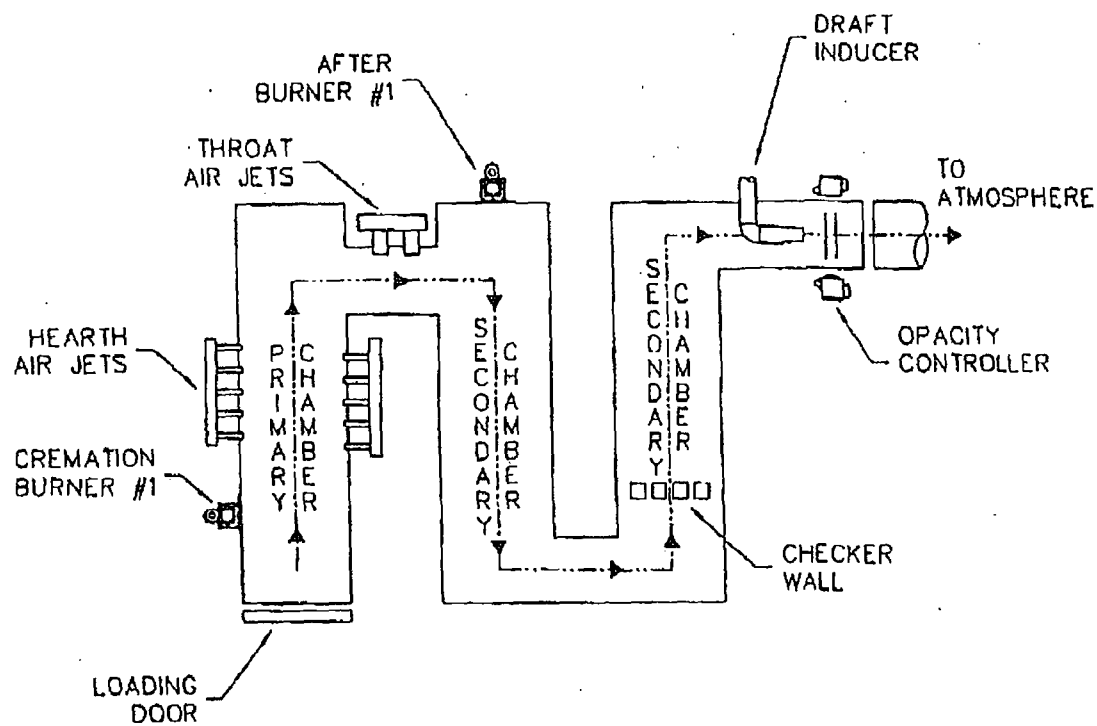 DRAFT
INDUCER
AFTER
BURNER #1
THROAT
AIR JETS
TO
ATMOSPHERE
HEARTH
AIR JETS
PRIMARY
CHAMBER
SECONDARY
CHAMBER
SECONDARY
CHAMBER
OPACITY
CONTROLLER
CREMATION
BURNER #1
CHECKER
WALL
LOADING
DOOR